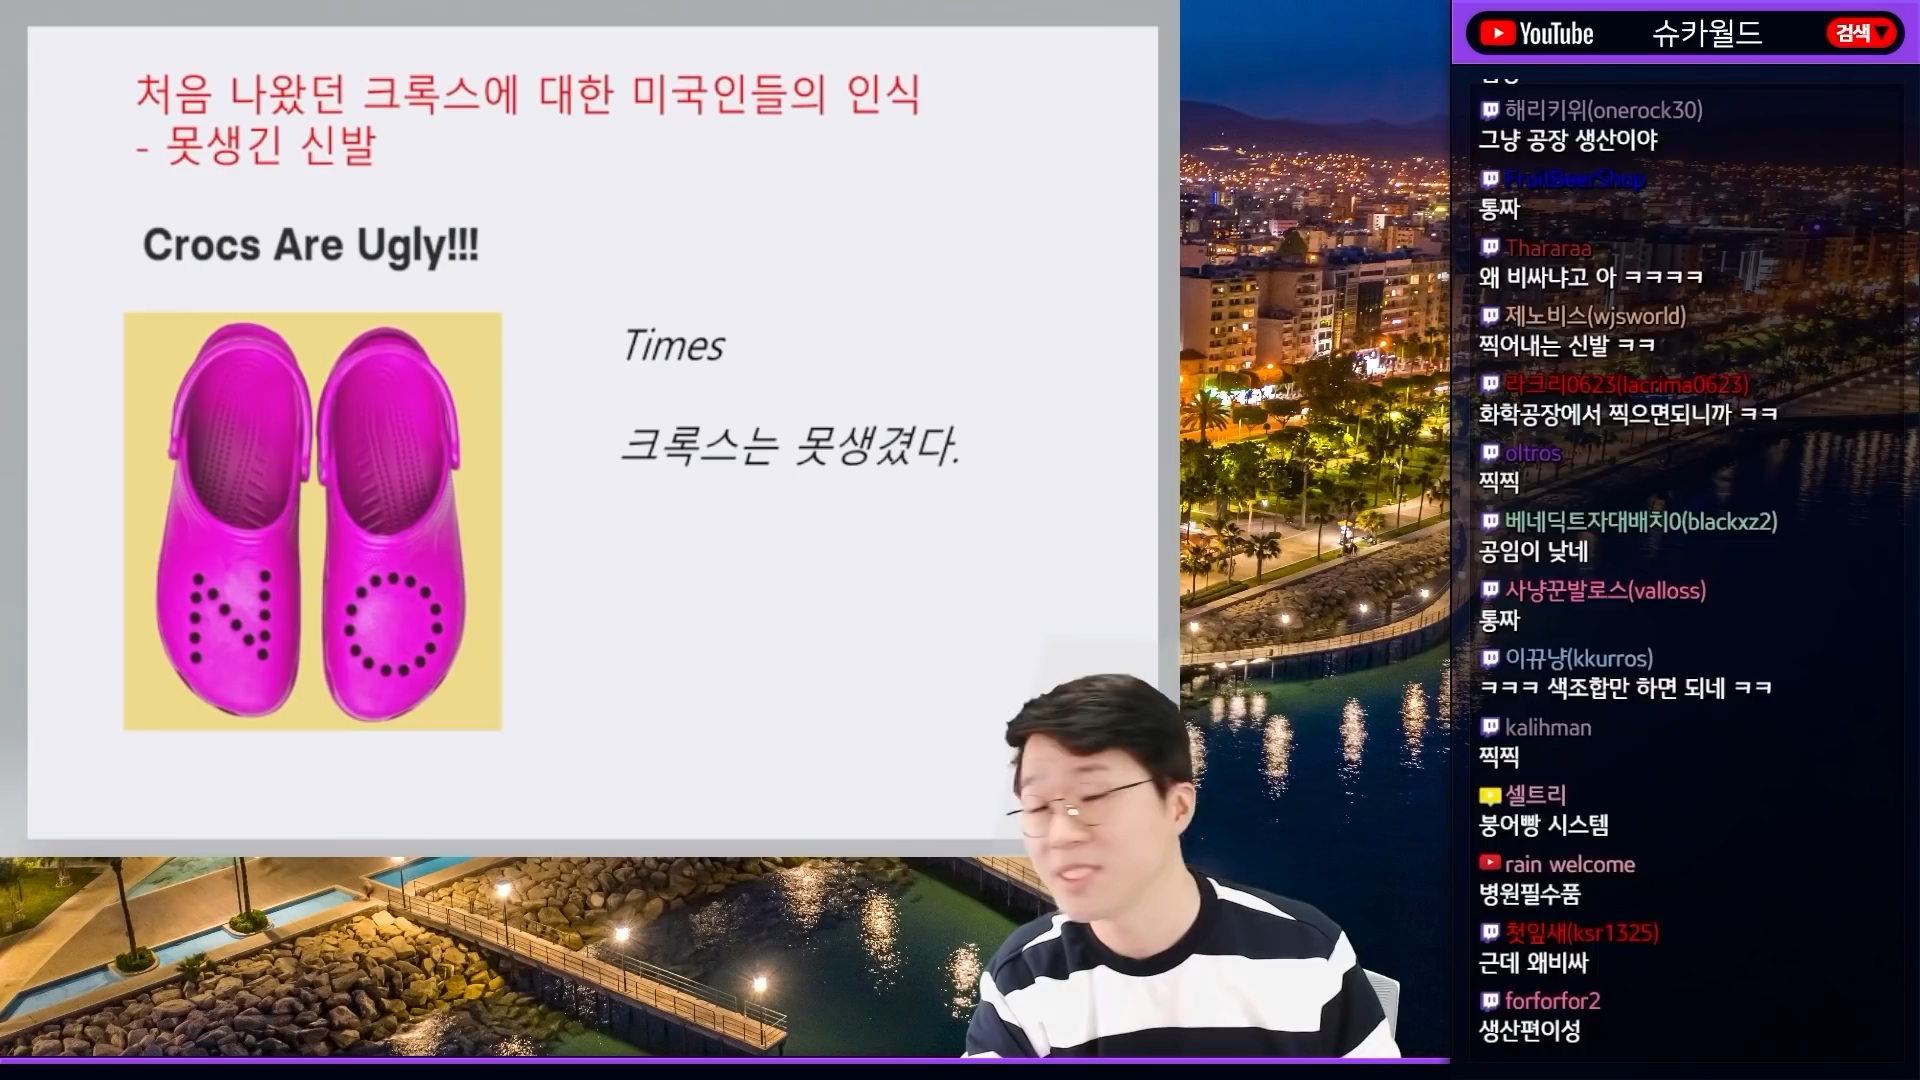 처음 나왔던 크록스에 대한 미국인들의 인식
- 못생긴 신발
Crocs Are Ugly!!!
NO
Times
크록스는 못생겼다.
YouTube 슈카월드 검색▼
해리키위(onerock30)
그냥 공장 생산이야
FruitBeerShop
통짜
Thararaa
왜 비싸냐고 아 ㅋㅋㅋㅋ
제노비스(wjsworld)
찍어내는 신발 ㅋㅋ
라크리0623(lacrima0623)
화학공장에서 찍으면되니까 ㅋㅋ
oltros
찍찍
베네딕트자대배치0(blackxz2)
공임이 낮네
사냥꾼발로스(valloss)
통짜
이뀨냥(kkurros)
ㅋㅋㅋ 색조합만 하면 되네 ㅋㅋ
kalihman
찍찍
셀트리
붕어빵 시스템
rain welcome
병원필수품
첫잎새(ksr1325)
근데 왜비싸
forforfor2
생산편이성